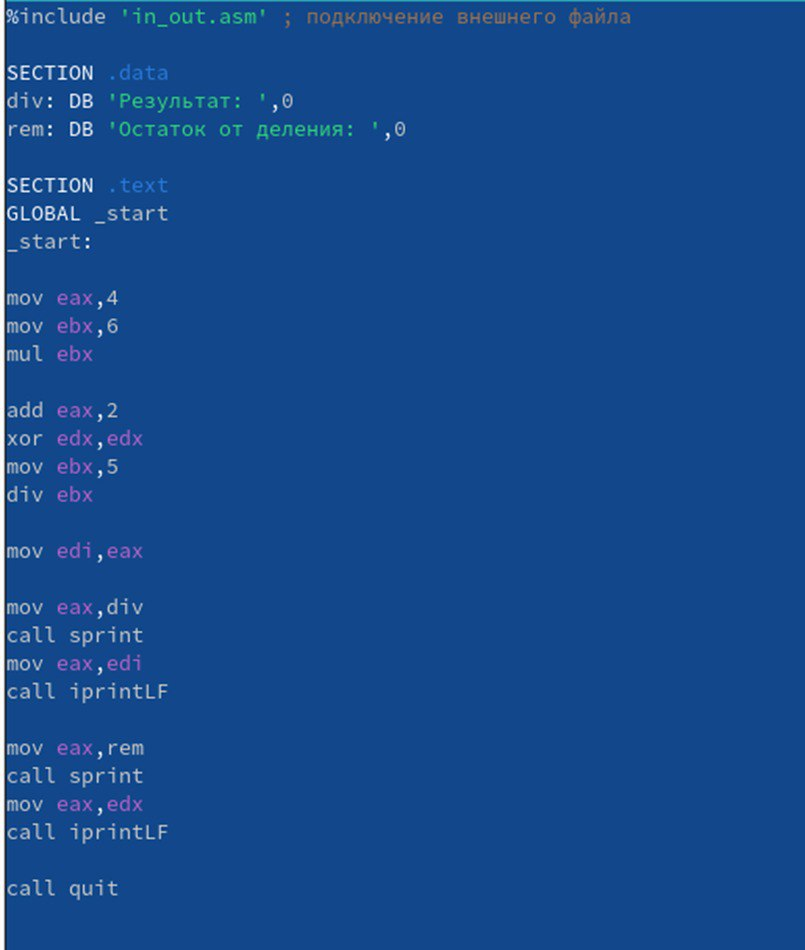 %include 'in_out.asm' ; подключение внешнего файла
SECTION .data
div: DB 'Результат: ',0
rem: DB 'Остаток от деления: ',0
SECTION .text
GLOBAL _start
_start:
mov eax,4
mov ebx,6
mul ebx
add eax,2
xor edx,edx
mov ebx,5
div ebx
mov edi,eax
mov eax,div
call sprint
mov eax,edi
call iprintLF
mov eax,rem
call sprint
mov eax,edx
call iprintLF
call quit